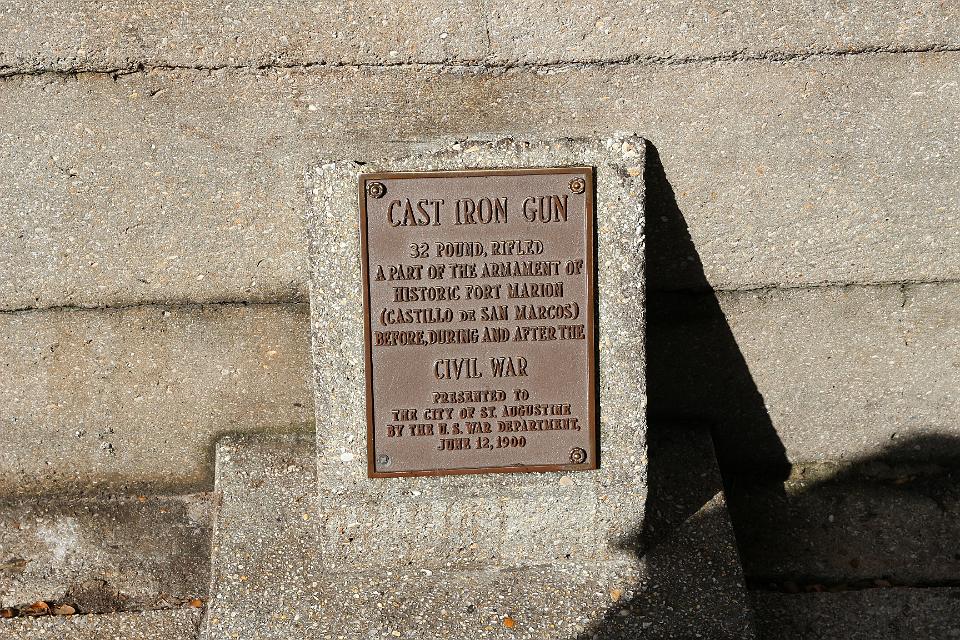 CAST IRON GUN
32 POUND, RIFLED
A PART OF THE ARMAMENT OF
HISTORIC FORT MARION
(CASTILLO DE SAN MARCOS)
BEFORE, DURING AND AFTER THE
CIVIL WAR
PRESENTED TO
THE CITY OF ST. AUGUSTINE
BY THE U.S. WAR DEPARTMENT,
JUNE 12, 1900